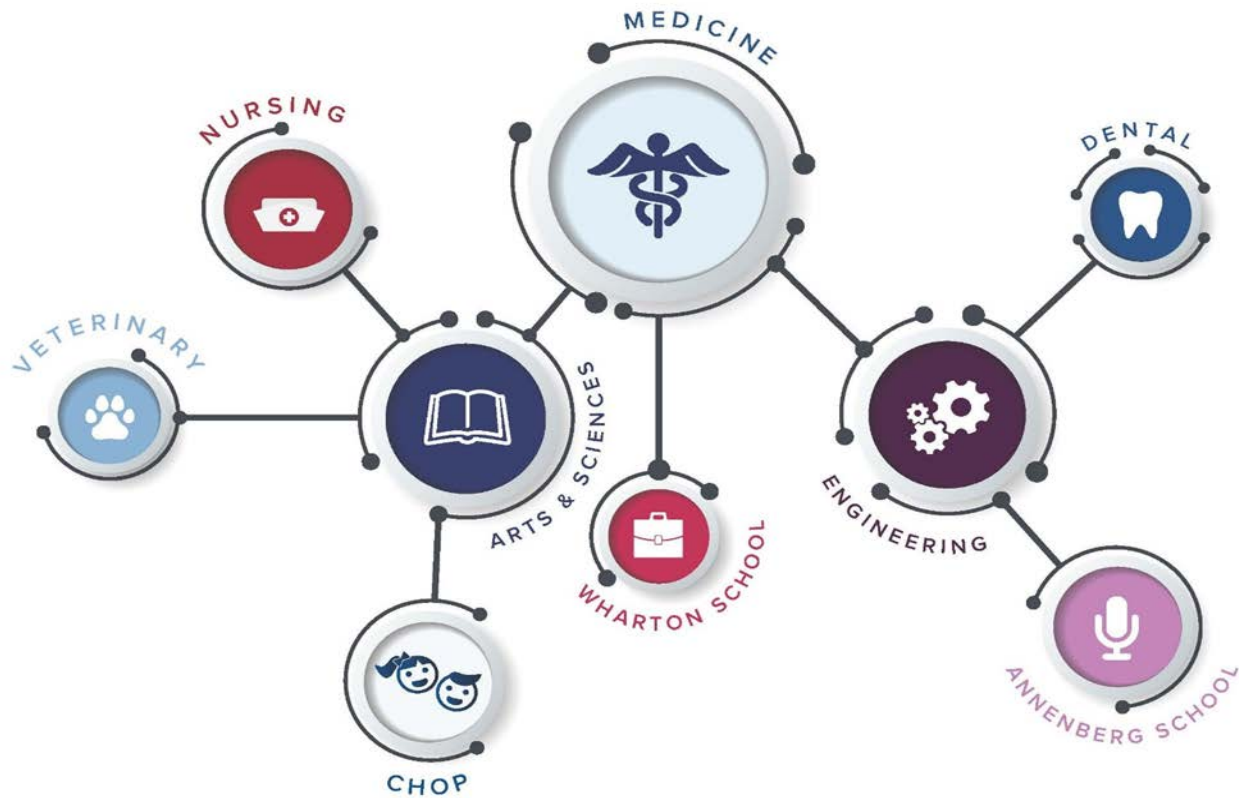 MEDICINE
NURSING
DENTAL
VETERINARY
ARTS & SCIENCES
ENGINEERING
WHARTON SCHOOL
ANNENBERG SCHOOL
CHOP